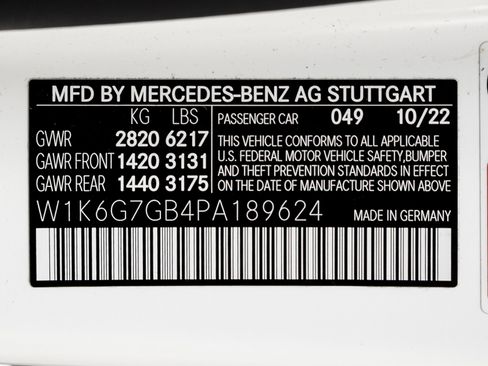 MFD BY MERCEDES-BENZ AG STUTTGART
KG LBS PASSENGER CAR 049 10/22
GVWR 2820 6217 THIS VEHICLE CONFORMS TO ALL APPLICABLE
GAWR FRONT 1420 3131 U.S. FEDERAL MOTOR VEHICLE SAFETY,BUMPER
AND THEFT PREVENTION STANDARDS IN EFFECT
GAWR REAR 1440 3175 ON THE DATE OF MANUFACTURE SHOWN ABOVE
W1K6G7GB4PA189624 MADE IN GERMANY